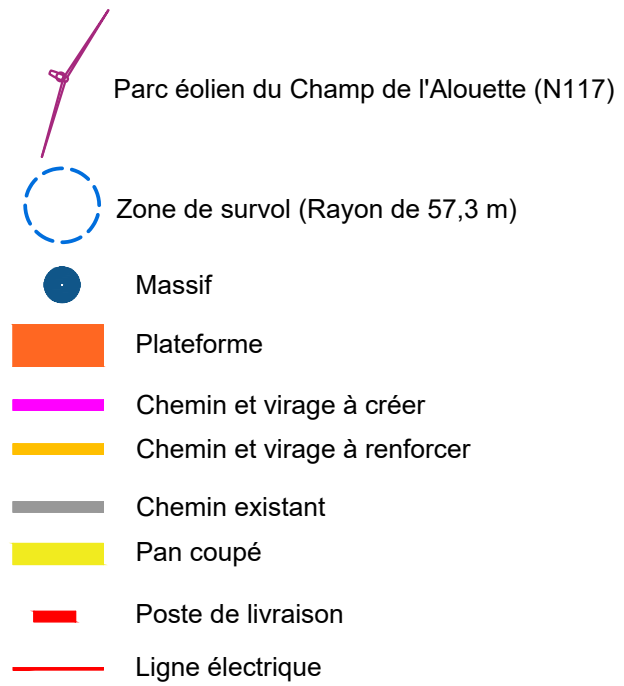 Parc éolien du Champ de l'Alouette (N117)
Zone de survol (Rayon de 57,3 m)
Massif
Plateforme
Chemin et virage à créer
Chemin et virage à renforcer
Chemin existant
Pan coupé
Poste de livraison
Ligne électrique